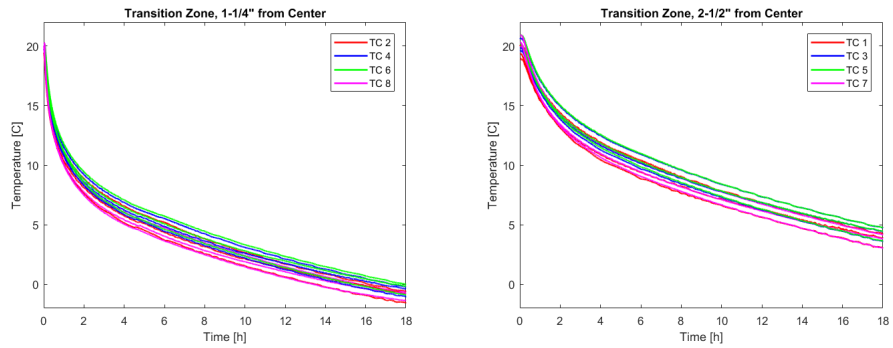 Transition Zone, 1-1/4" from Center
20
15
10
5
0
Temperature [C]
0 2 4 6 8 10 12 14 16 18
Time [h]
TC 2
TC 4
TC 6
TC 8
Transition Zone, 2-1/2" from Center
20
15
10
5
0
Temperature [C]
0 2 4 6 8 10 12 14 16 18
Time [h]
TC 1
TC 3
TC 5
TC 7